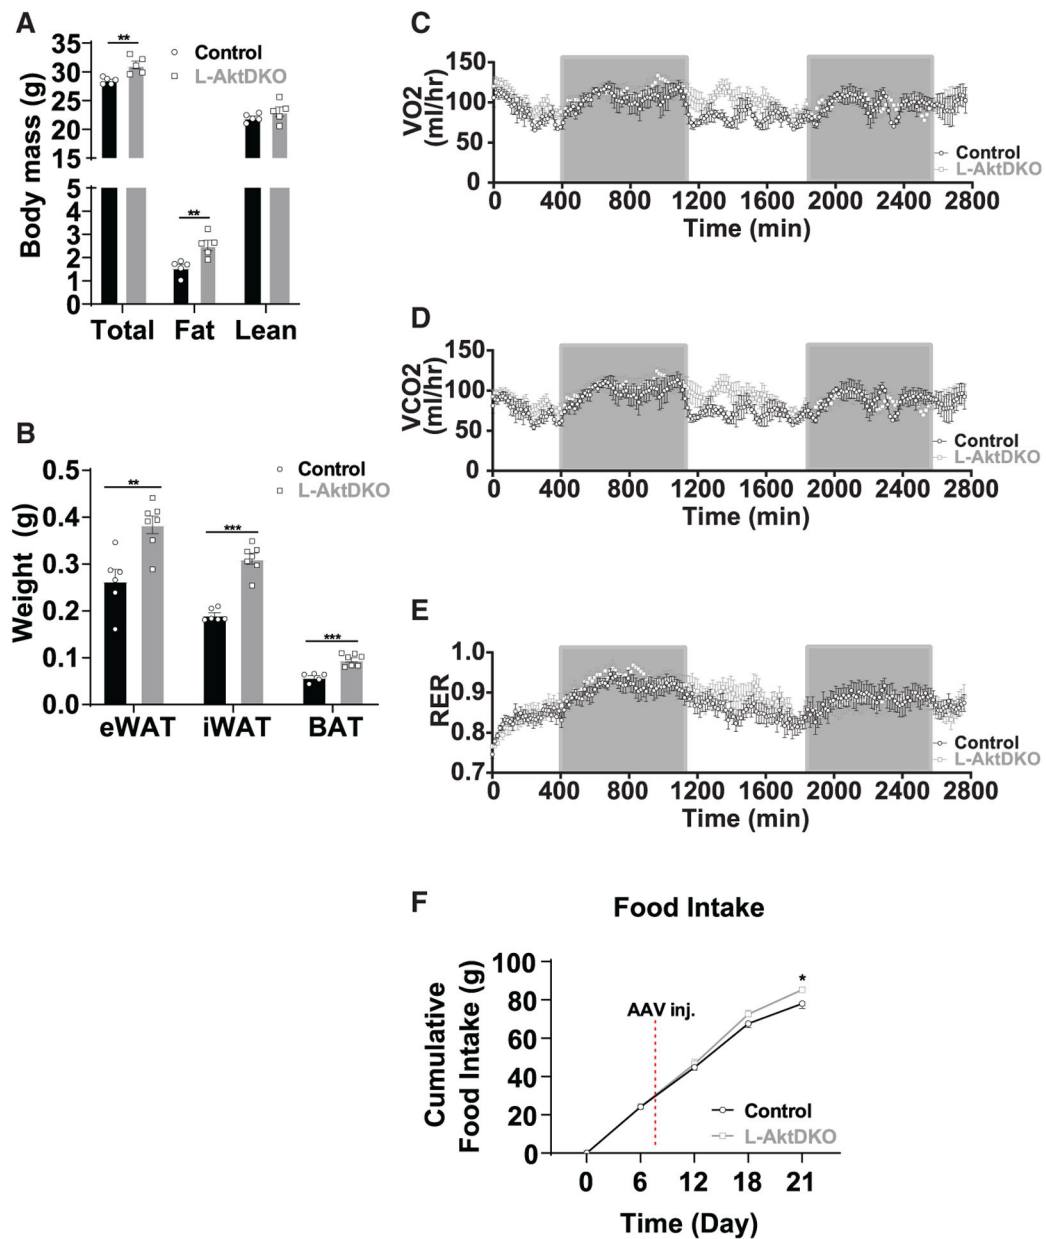 A
Body mass (g)
35
30
25
20
15
5
4
3
2
1
0
**
**
Control
L-AktDKO
Total Fat Lean
B
Weight (g)
0.5
0.4
0.3
0.2
0.1
0.0
**
***
***
Control
L-AktDKO
eWAT iWAT BAT
C
VO2
(ml/hr)
150
100
50
0
Control
L-AktDKO
0 400 800 1200 1600 2000 2400 2800
Time (min)
D
VCO2
(ml/hr)
150
100
50
0
Control
L-AktDKO
0 400 800 1200 1600 2000 2400 2800
Time (min)
E
RER
1.0
0.9
0.8
0.7
Control
L-AktDKO
0 400 800 1200 1600 2000 2400 2800
Time (min)
F
Food Intake
Cumulative
Food Intake (g)
100
80
60
40
20
0
AAV inj.
*
Control
L-AktDKO
0 6 12 18 21
Time (Day)